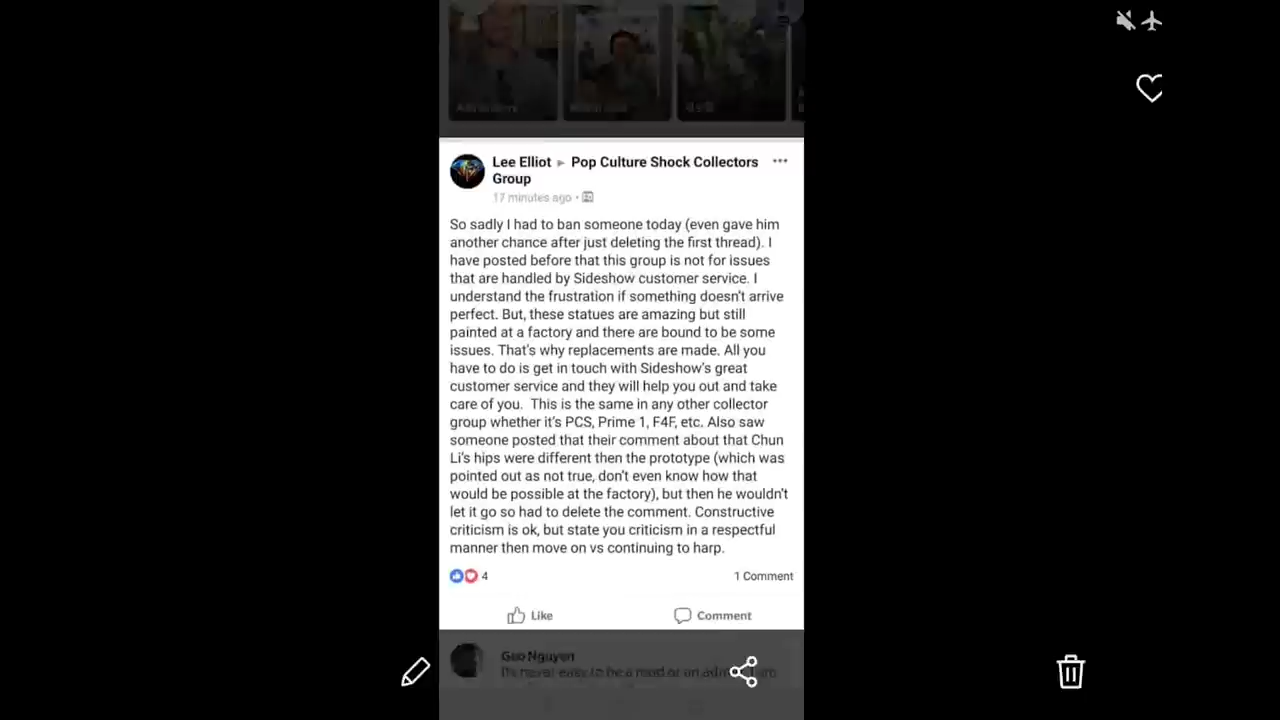 Lee Elliot ▸ Pop Culture Shock Collectors
Group
17 minutes ago •
So sadly I had to ban someone today (even gave him
another chance after just deleting the first thread). I
have posted before that this group is not for issues
that are handled by Sideshow customer service. I
understand the frustration if something doesn't arrive
perfect. But, these statues are amazing but still
painted at a factory and there are bound to be some
issues. That's why replacements are made. All you
have to do is get in touch with Sideshow's great
customer service and they will help you out and take
care of you.  This is the same in any other collector
group whether it's PCS, Prime 1, F4F, etc. Also saw
someone posted that their comment about that Chun
Li's hips were different then the prototype (which was
pointed out as not true, don't even know how that
would be possible at the factory), but then he wouldn't
let it go so had to delete the comment. Constructive
criticism is ok, but state you criticism in a respectful
manner then move on vs continuing to harp.
4
1 Comment
Like
Comment
Nguyen
It's never easy to be a mod or an